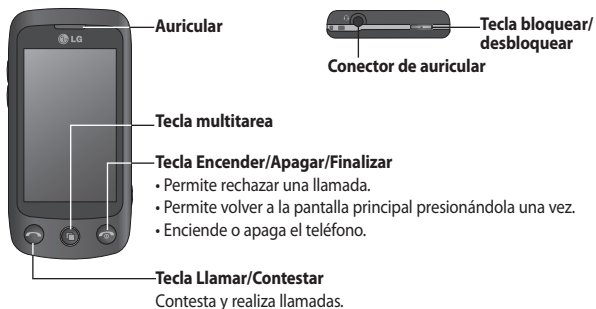 Auricular
LG
Tecla multitarea
Tecla Encender/Apagar/Finalizar
• Permite rechazar una llamada.
• Permite volver a la pantalla principal presionándola una vez.
• Enciende o apaga el teléfono.
Tecla Llamar/Contestar
Contesta y realiza llamadas.
Tecla bloquear/
desbloquear
Conector de auricular